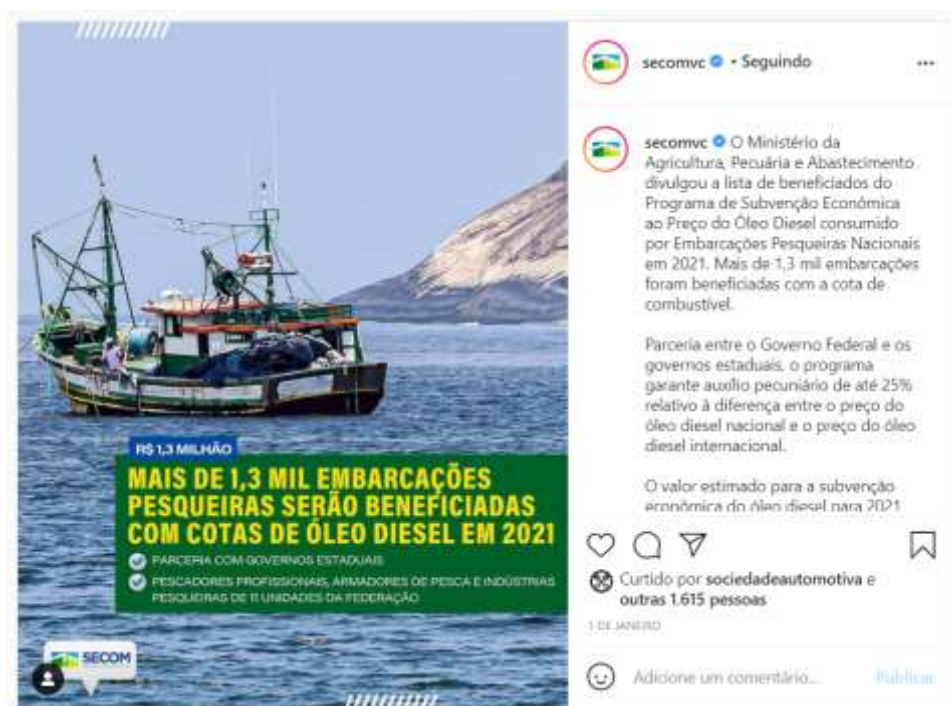 secomvc • Seguindo
secomvc O Ministério da
Agricultura, Pecuária e Abastecimento
divulgou a lista de beneficiados do
Programa de Subvenção Econômica
ao Preço do Óleo Diesel consumido
por Embarcações Pesqueiras Nacionais
em 2021. Mais de 1,3 mil embarcações
foram beneficiadas com a cota de
combustível.
Parceria entre o Governo Federal e os
governos estaduais, o programa
garante auxílio pecuniário de até 25%
relativo à diferença entre o preço do
óleo diesel nacional e o preço do óleo
diesel internacional.
O valor estimado para a subvenção
econômica do óleo diesel para 2021
R$ 1,3 MILHÃO
MAIS DE 1,3 MIL EMBARCAÇÕES
PESQUEIRAS SERÃO BENEFICIADAS
COM COTAS DE ÓLEO DIESEL EM 2021
PARCERIA COM GOVERNOS ESTADUAIS
PESCADORES PROFISSIONAIS, ARMADORES DE PESCA E INDÚSTRIAS
PESQUEIRAS DE 11 UNIDADES DA FEDERAÇÃO
SECOM
Curtido por sociedadeautomotiva e
outras 1.615 pessoas
1 DE JANEIRO
Adicione um comentário...
Publicar